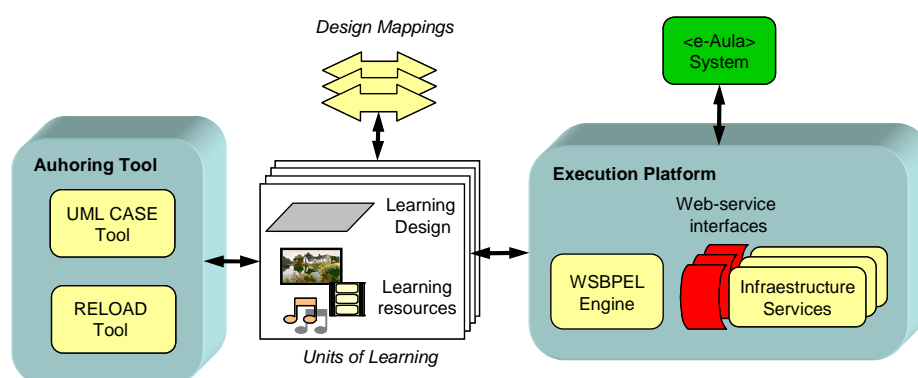 Design Mappings
<e-Aula>
System
Auhoring Tool
UML CASE
Tool
RELOAD
Tool
Learning
Design
Learning
resources
Units of Learning
Execution Platform
Web-service
interfaces
WSBPEL
Engine
Infraestructure
Services